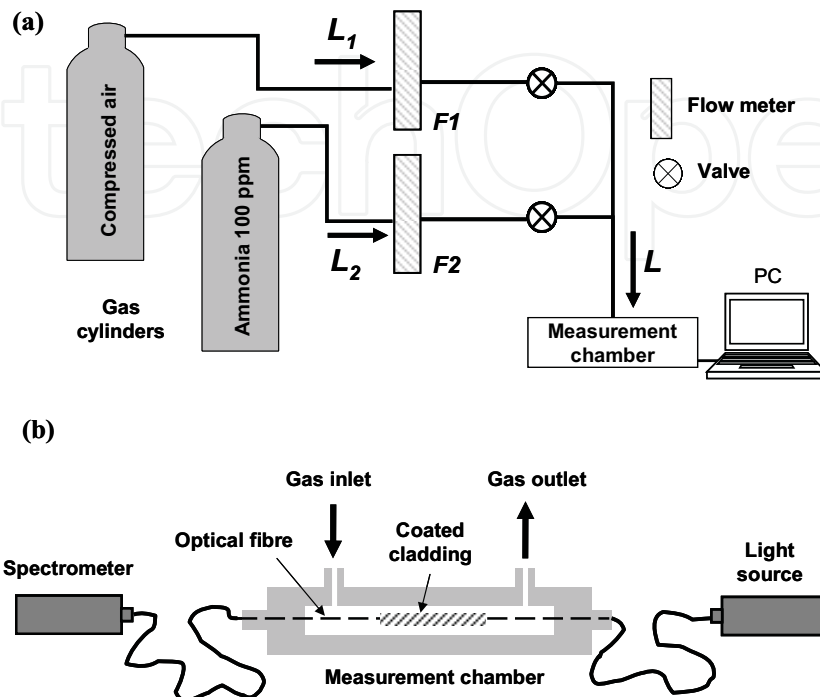 (a)
L1
Compressed air
F1
Flow meter
Valve
Ammonia 100 ppm
L2
F2
L
PC
Gas
cylinders
Measurement
chamber
techOpe
(b)
Gas inlet
Gas outlet
Optical fibre
Coated
cladding
Spectrometer
Light
source
Measurement chamber